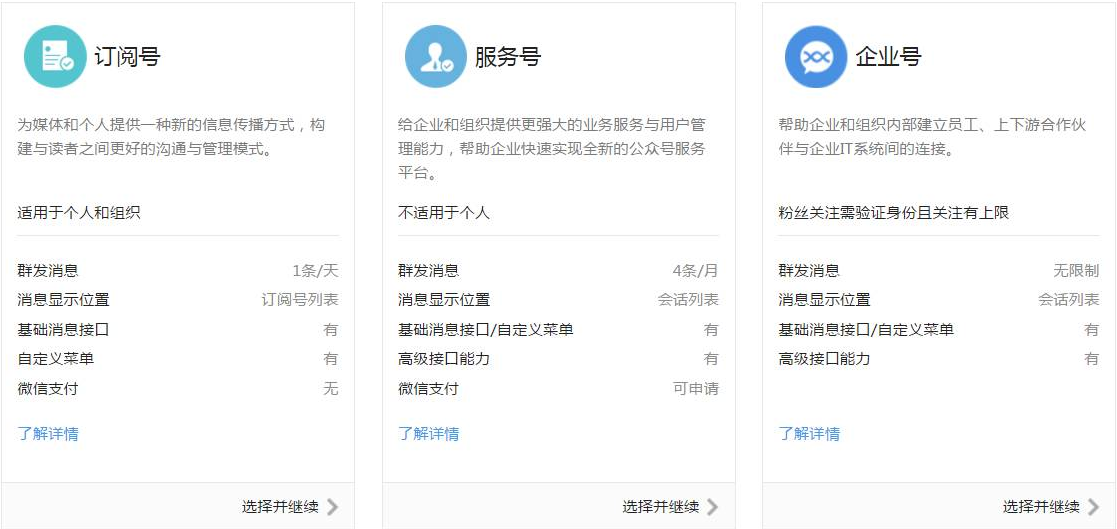 订阅号
为媒体和个人提供一种新的信息传播方式，构
建与读者之间更好的沟通与管理模式。
适用于个人和组织
群发消息 1条/天
消息显示位置 订阅号列表
基础消息接口 有
自定义菜单 有
微信支付 无
了解详情
选择并继续
服务号
给企业和组织提供更强大的业务服务与用户管
理能力，帮助企业快速实现全新的公众号服务
平台。
不适用于个人
群发消息 4条/月
消息显示位置 会话列表
基础消息接口/自定义菜单 有
高级接口能力 有
微信支付 可申请
了解详情
选择并继续
企业号
帮助企业和组织内部建立员工、上下游合作伙
伴与企业IT系统间的连接。
粉丝关注需验证身份且关注有上限
群发消息 无限制
消息显示位置 会话列表
基础消息接口/自定义菜单 有
高级接口能力 有
了解详情
选择并继续